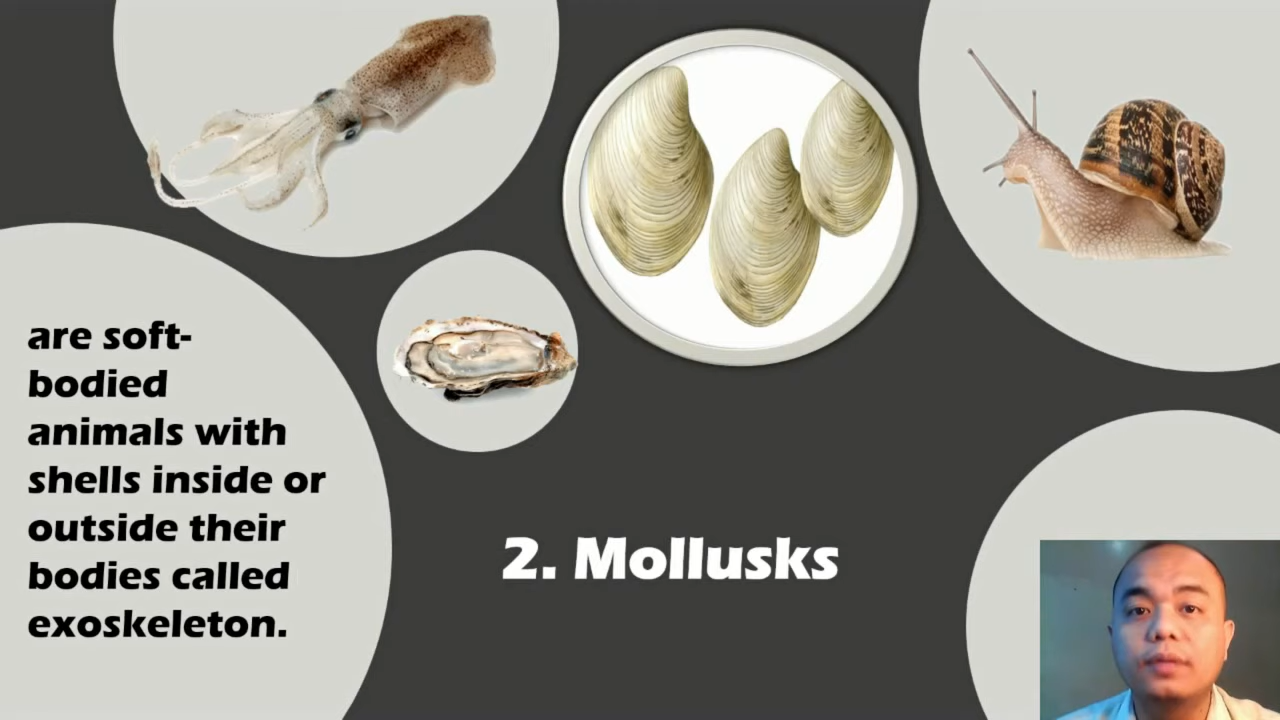 are soft-
bodied
animals with
shells inside or
outside their
bodies called
exoskeleton.
2. Mollusks